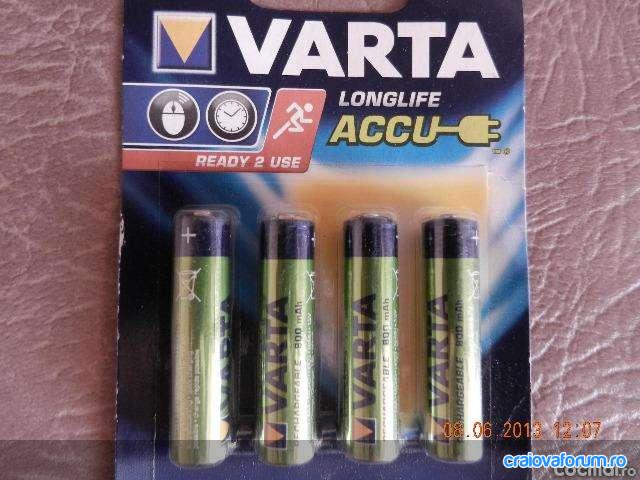 VARTA
LONGLIFE
ACCU
READY 2 USE
+
+
VARTA
VARTA
VARTA
VARTA
RECHARGEABLE - 800 mAh
RECHARGEABLE - 800 mAh
RECHARGEABLE - 800 mAh
08.06 2013 12:07
craiovaforum.ro